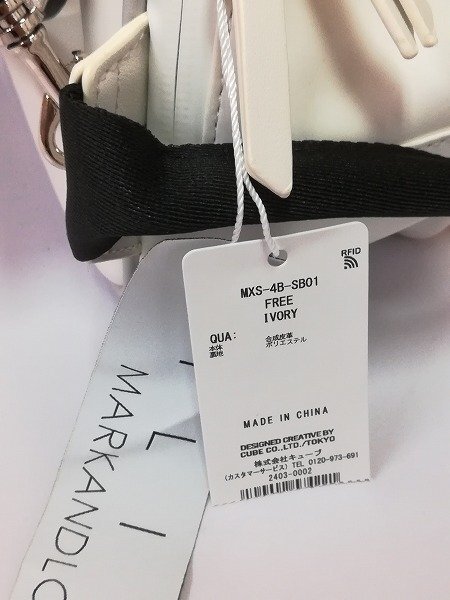 RFID
MXS-4B-SB01
FREE
IVORY
QUA:
本体 合成皮革
裏地 ポリエステル
MADE IN CHINA
DESIGNED CREATIVE BY
CUBE CO.,LTD./TOKYO
株式会社キューブ
(カスタマーサービス) TEL 0120-973-691
2403-0002
L
MARKANDLO